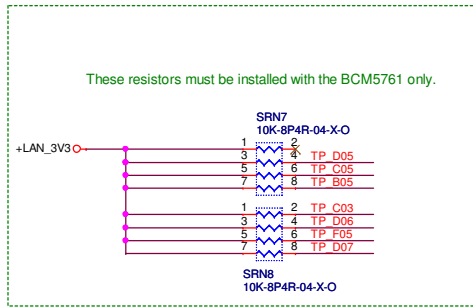 These resistors must be installed with the BCM5761 only.
SRN7
10K-8P4R-04-X-O
+LAN_3V3
1 2
3 4 TP_D05
5 6 TP_C05
7 8 TP_B05
1 2 TP_C03
3 4 TP_D06
5 6 TP_F05
7 8 TP_D07
SRN8
10K-8P4R-04-X-O